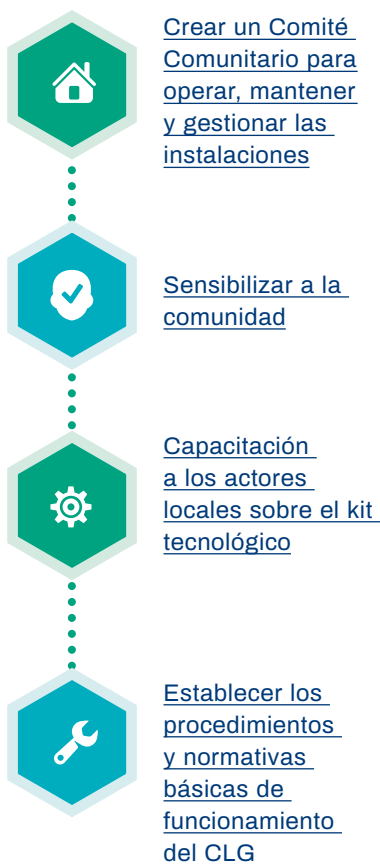 Crear un Comité
Comunitario para
operar, mantener
y gestionar las
instalaciones
Sensibilizar a la
comunidad
Capacitación
a los actores
locales sobre el kit
tecnológico
Establecer los
procedimientos
y normativas
básicas de
funcionamiento
del CLG